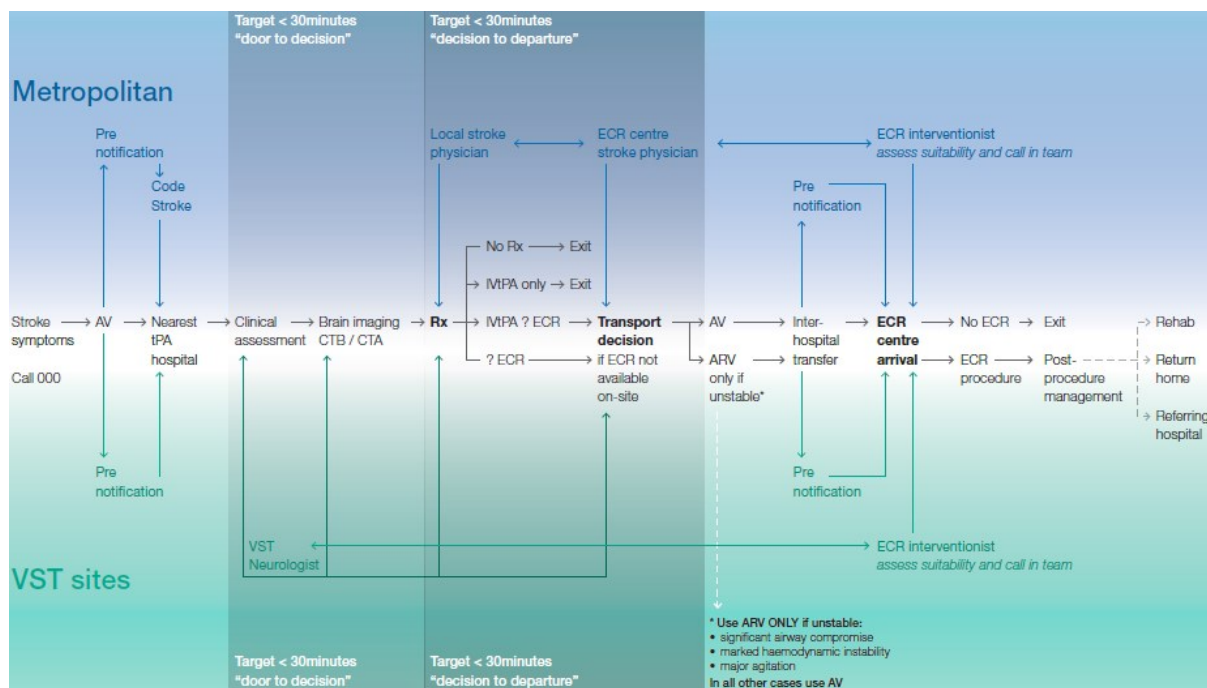 Target < 30minutes
"door to decision"
Target < 30minutes
"decision to departure"
Metropolitan
Pre
notification
Code
Stroke
Local stroke
physician
ECR centre
stroke physician
ECR interventionist
assess suitability and call in team
Pre
notification
No Rx
Exit
IVtPA only
Exit
Stroke
symptoms
Call 000
AV
Nearest
tPA
hospital
Clinical
assessment
Brain imaging
CTB / CTA
Rx
IVtPA ? ECR
? ECR
Transport
decision
if ECR not
available
on-site
AV
ARV
only if
unstable*
Inter-
hospital
transfer
ECR
centre
arrival
No ECR
Exit
ECR
procedure
Post-
procedure
management
Rehab
Return
home
Referring
hospital
Pre
notification
Pre
notification
VST
Neurologist
ECR interventionist
assess suitability and call in team
VST sites
* Use ARV ONLY if unstable:
• significant airway compromise
• marked haemodynamic instability
• major agitation
In all other cases use AV
Target < 30minutes
"door to decision"
Target < 30minutes
"decision to departure"